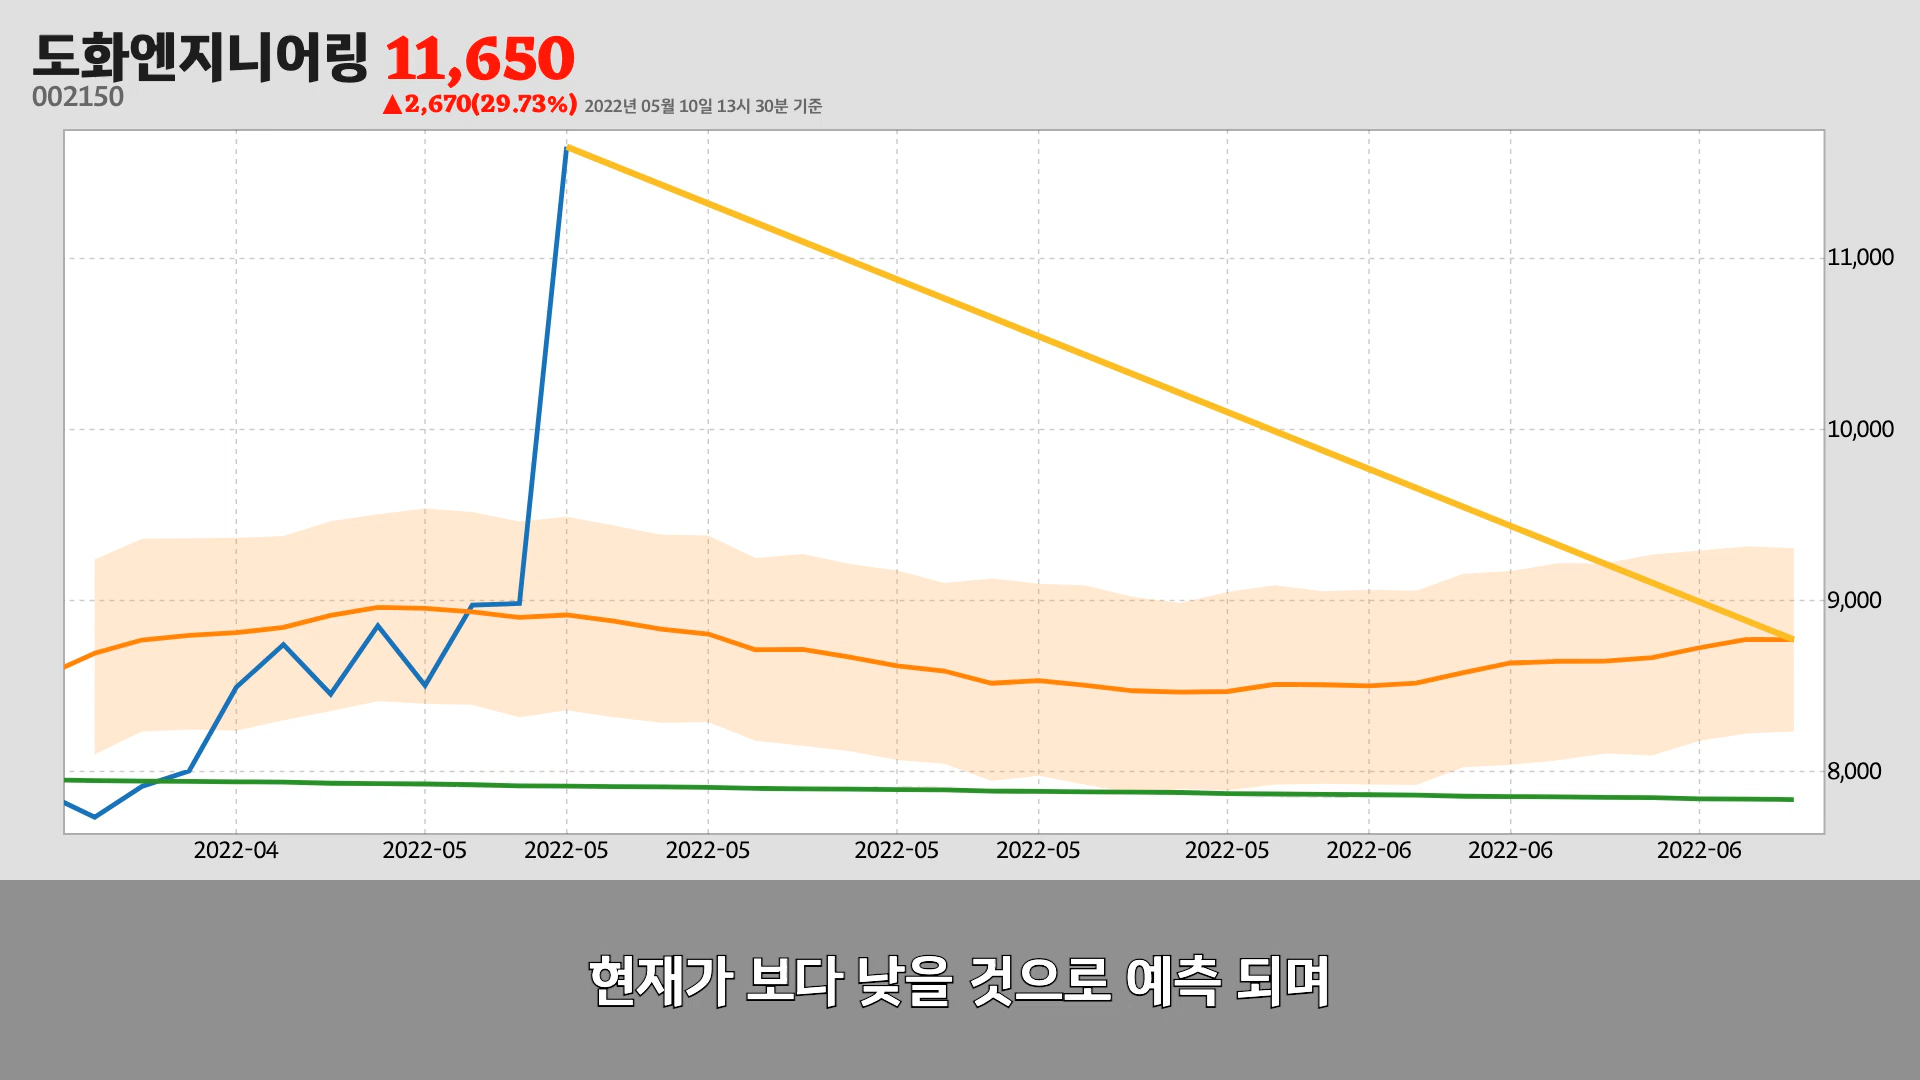 도화엔지니어링 11,650
002150
▲2,670(29.73%) 2022년 05월 10일 13시 30분 기준
11,000
10,000
9,000
8,000
2022-04 2022-05 2022-05 2022-05 2022-05 2022-05 2022-05 2022-06 2022-06 2022-06
현재가 보다 낮을 것으로 예측 되며